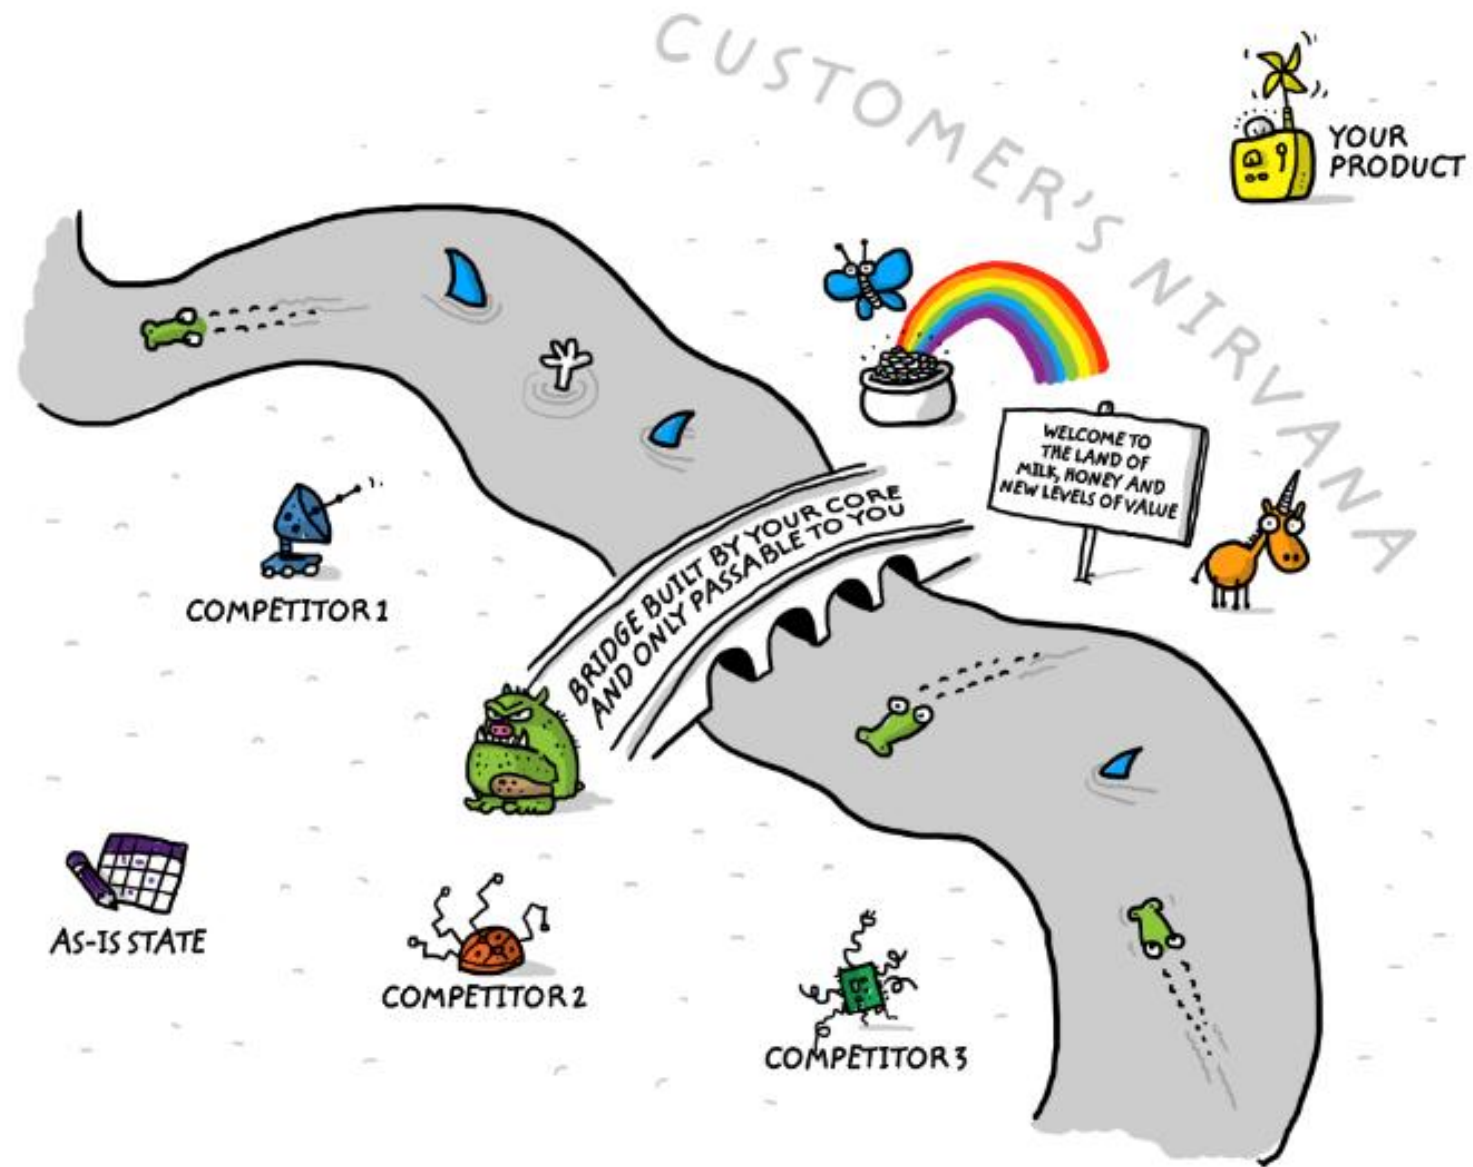 CUSTOMER'S NIRVANA
YOUR
PRODUCT
WELCOME TO
THE LAND OF
MILK, HONEY AND
NEW LEVELS OF VALUE
BRIDGE BUILT BY YOUR CORE
AND ONLY PASSABLE TO YOU
COMPETITOR 1
AS-IS STATE
COMPETITOR 2
COMPETITOR 3